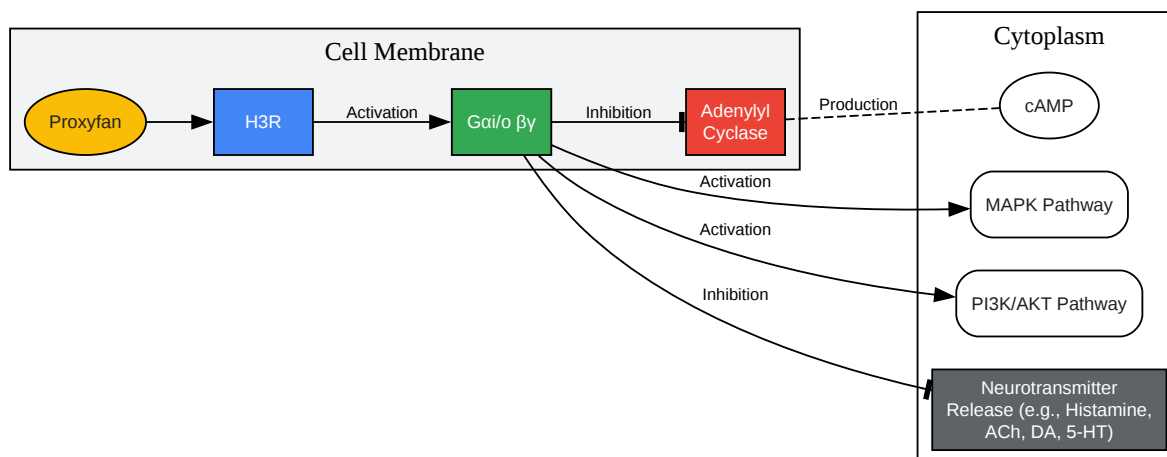 Cell Membrane
Cytoplasm
Proxyfan
H3R
Activation
Gαi/o βγ
Inhibition
Adenylyl
Cyclase
Production
cAMP
Activation
MAPK Pathway
Activation
PI3K/AKT Pathway
Inhibition
Neurotransmitter
Release (e.g., Histamine,
ACh, DA, 5-HT)